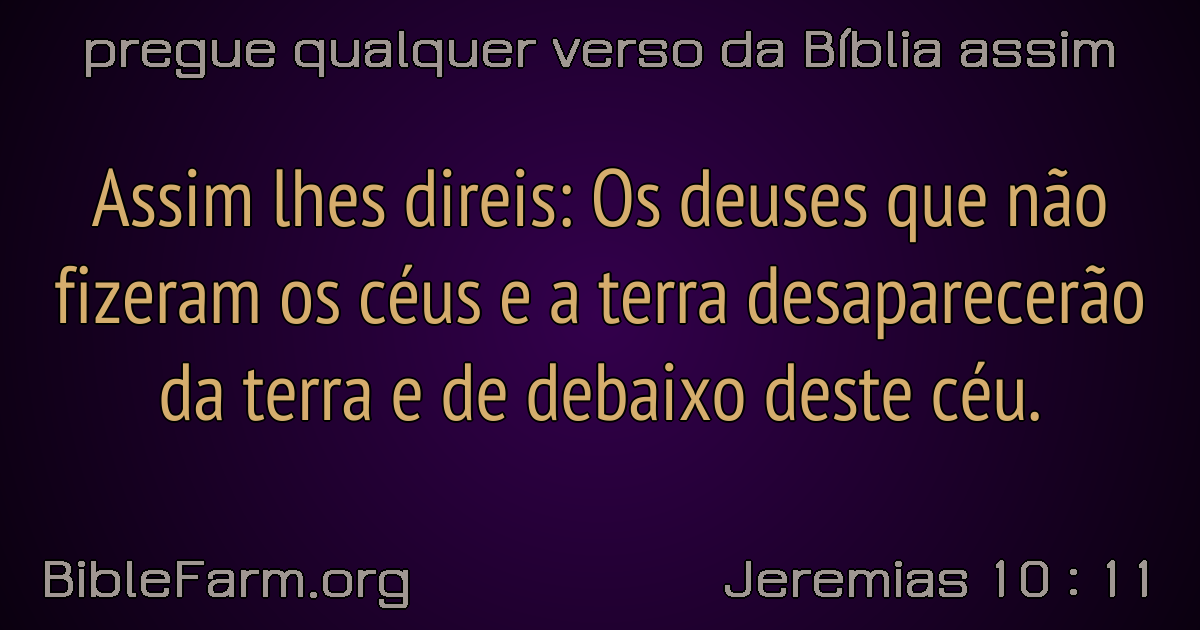 pregue qualquer verso da Bíblia assim
Assim lhes direis: Os deuses que não
fizeram os céus e a terra desaparecerão
da terra e de debaixo deste céu.
BibleFarm.org
Jeremias 10 : 11